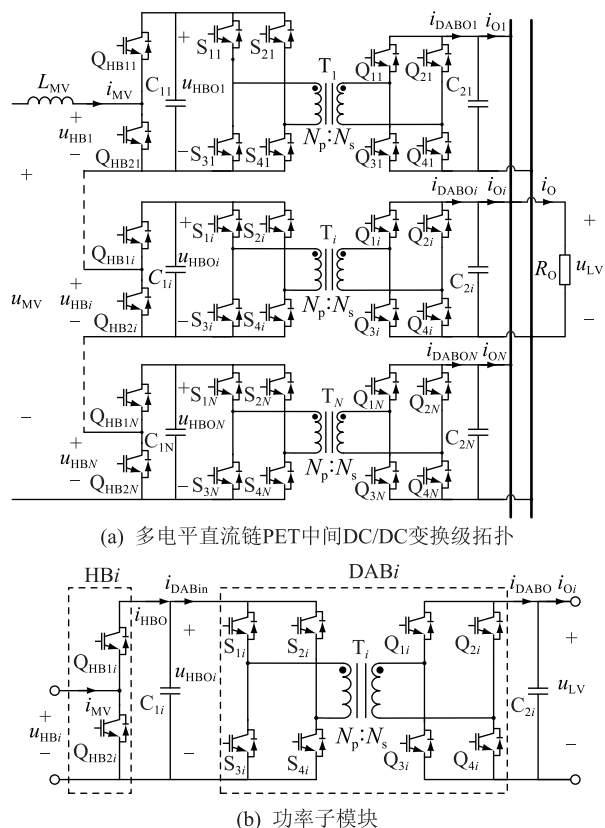 i_DABO1 i_O1
Q_HB11 + S_11 S_21 T_1 Q_11 Q_21
L_MV i_MV C_11 u_HBO1 C_21
+ u_HB1 − Q_HB21 − S_31 S_41 N_p∶N_s Q_31 Q_41
+
i_DABOi i_Oi i_O
Q_HB1i + S_1i S_2i T_i Q_1i Q_2i +
u_MV + u_HBi − C_1i u_HBOi C_2i R_O u_LV
Q_HB2i − S_3i S_4i N_p∶N_s Q_3i Q_4i −
i_DABON i_ON
Q_HB1N + S_1N S_2N T_N Q_1N Q_2N
− + u_HBN − C_1N u_HBON C_2N
Q_HB2N − S_3N S_4N N_p∶N_s Q_3N Q_4N
(a) 多电平直流链PET中间DC/DC变换级拓扑
HBi DABi
i_HBO i_DABin i_DABO i_Oi
Q_HB1i + S_1i S_2i T_i Q_1i Q_2i +
i_MV C_1i u_HBOi C_2i u_LV
+ u_HBi − Q_HB2i − S_3i S_4i N_p∶N_s Q_3i Q_4i −
(b) 功率子模块